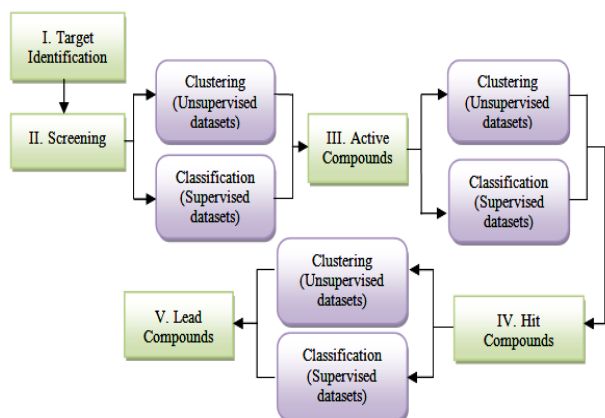 I. Target
Identification
II. Screening
Clustering
(Unsupervised
datasets)
Classification
(Supervised
datasets)
III. Active
Compounds
Clustering
(Unsupervised
datasets)
Classification
(Supervised
datasets)
IV. Hit
Compounds
Clustering
(Unsupervised
datasets)
Classification
(Supervised
datasets)
V. Lead
Compounds